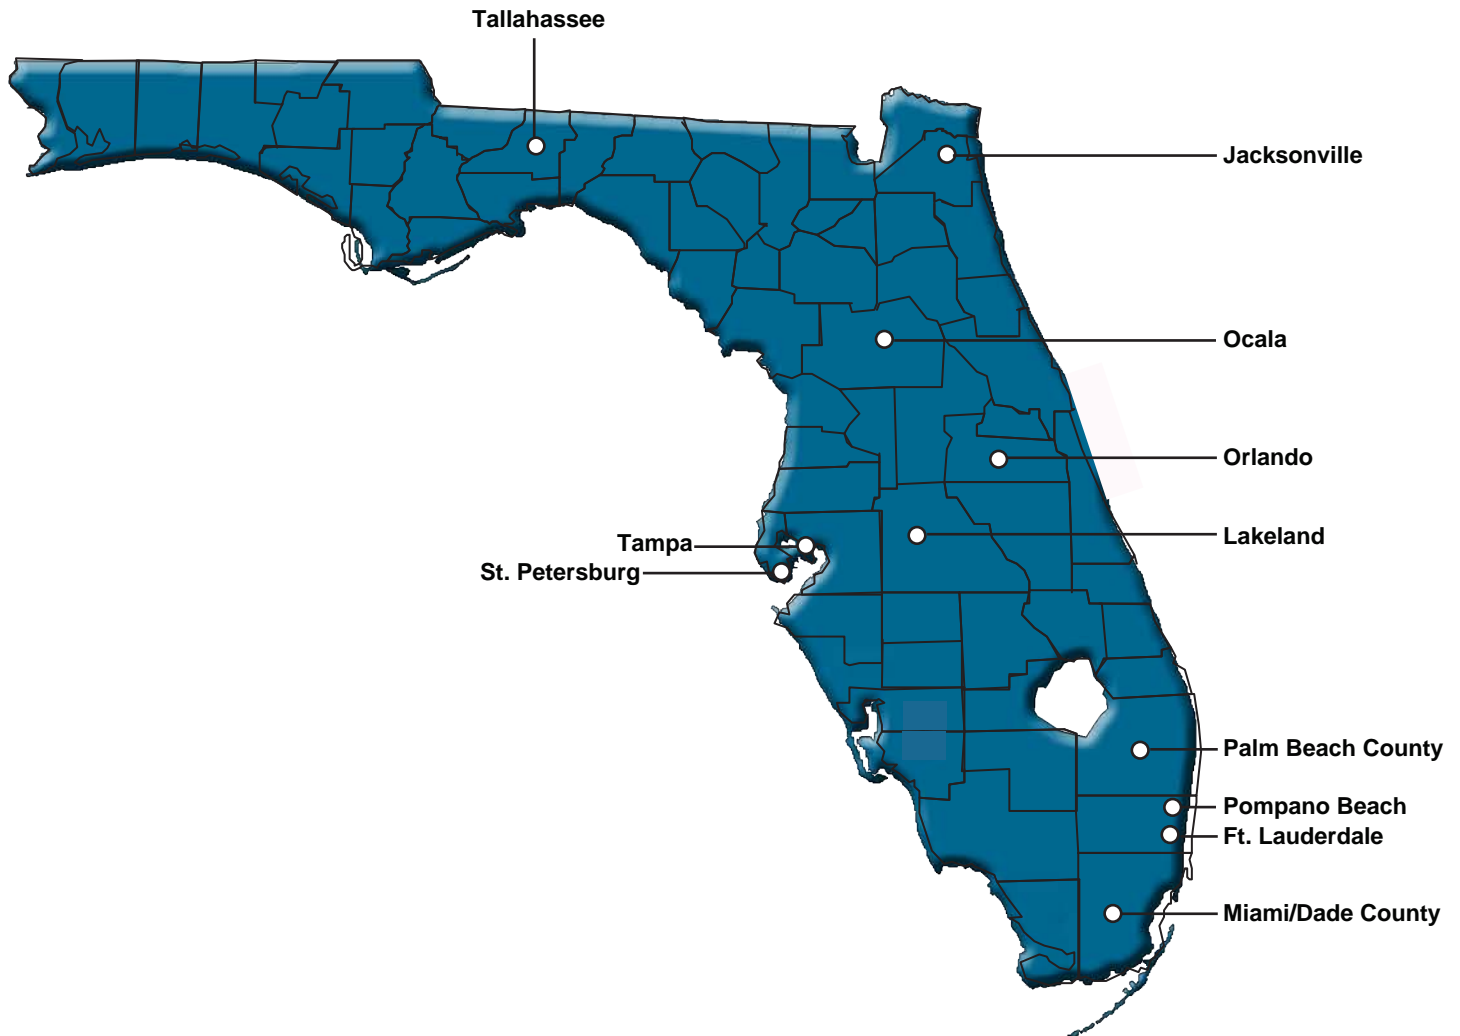 Tallahassee
Jacksonville
Ocala
Orlando
Lakeland
Tampa
St. Petersburg
Palm Beach County
Pompano Beach
Ft. Lauderdale
Miami/Dade County